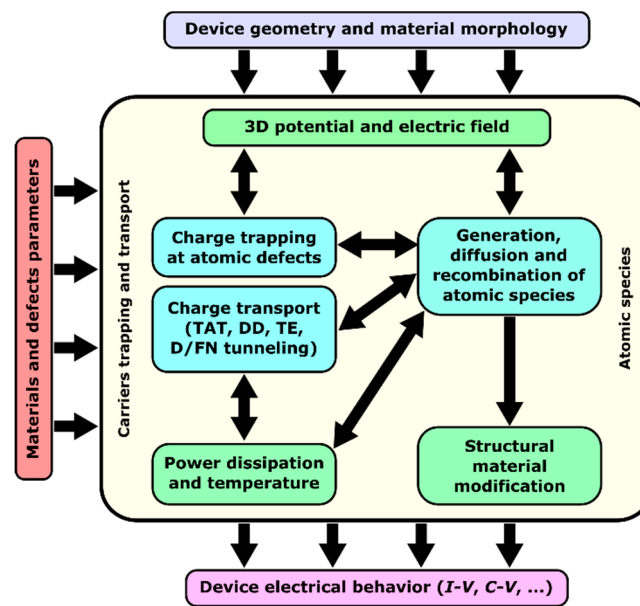 Device geometry and material morphology
3D potential and electric field
Materials and defects parameters
Carriers trapping and transport
Charge trapping
at atomic defects
Generation,
diffusion and
recombination of
atomic species
Atomic species
Charge transport
(TAT, DD, TE,
D/FN tunneling)
Power dissipation
and temperature
Structural
material
modification
Device electrical behavior (I-V, C-V, ...)